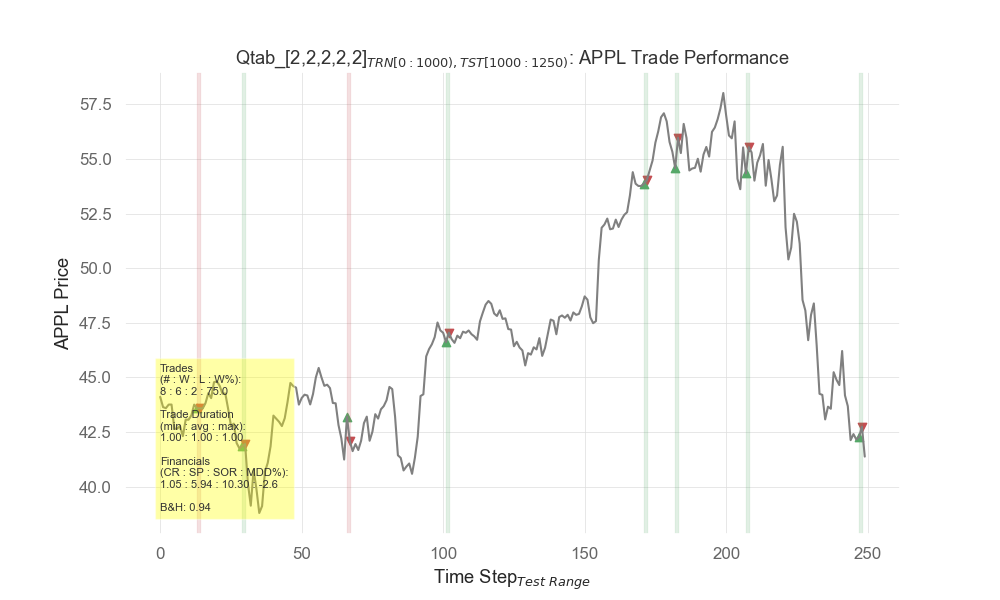 Qtab_[2,2,2,2,2]TRN[0 : 1000), TST[1000 : 1250): APPL Trade Performance
57.5
55.0
52.5
50.0
47.5
45.0
42.5
40.0
APPL Price
Trades
(# : W : L : W%):
8 : 6 : 2 : 75.0
Trade Duration
(min : avg : max):
1.00 : 1.00 : 1.00
Financials
(CR : SP : SOR : MDD%):
1.05 : 5.94 : 10.30 : -2.6
B&H: 0.94
0 50 100 150 200 250
Time StepTest Range